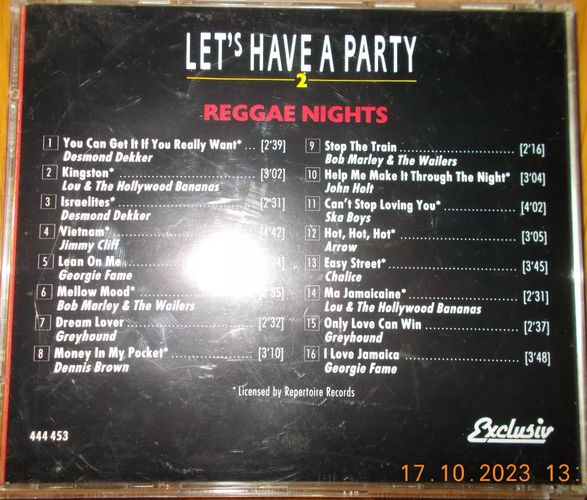 LET'S HAVE A PARTY
2
REGGAE NIGHTS
1 You Can Get It If You Really Want* .. [2'39]
Desmond Dekker
2 Kingston* [3'02]
Lou & The Hollywood Bananas
3 Israelites* [2'31]
Desmond Dekker
4 Vietnam* [4'42]
Jimmy Cliff
5 Lean On Me
Georgie Fame
6 Mellow Mood*
Bob Marley & The Wailers
7 Dream Lover [2'32]
Greyhound
8 Money In My Pocket* [3'10]
Dennis Brown
9 Stop The Train [2'16]
Bob Marley & The Wailers
10 Help Me Make It Through The Night* [3'04]
John Holt
11 Can't Stop Loving You* [4'02]
Ska Boys
12 Hot, Hot, Hot* [3'05]
Arrow
13 Easy Street* [3'45]
Chalice
14 Ma Jamaicaine* [2'31]
Lou & The Hollywood Bananas
15 Only Love Can Win [2'37]
Greyhound
16 I Love Jamaica [3'48]
Georgie Fame
* Licensed by Repertoire Records
444 453
Exclusiv
17.10.2023 13: